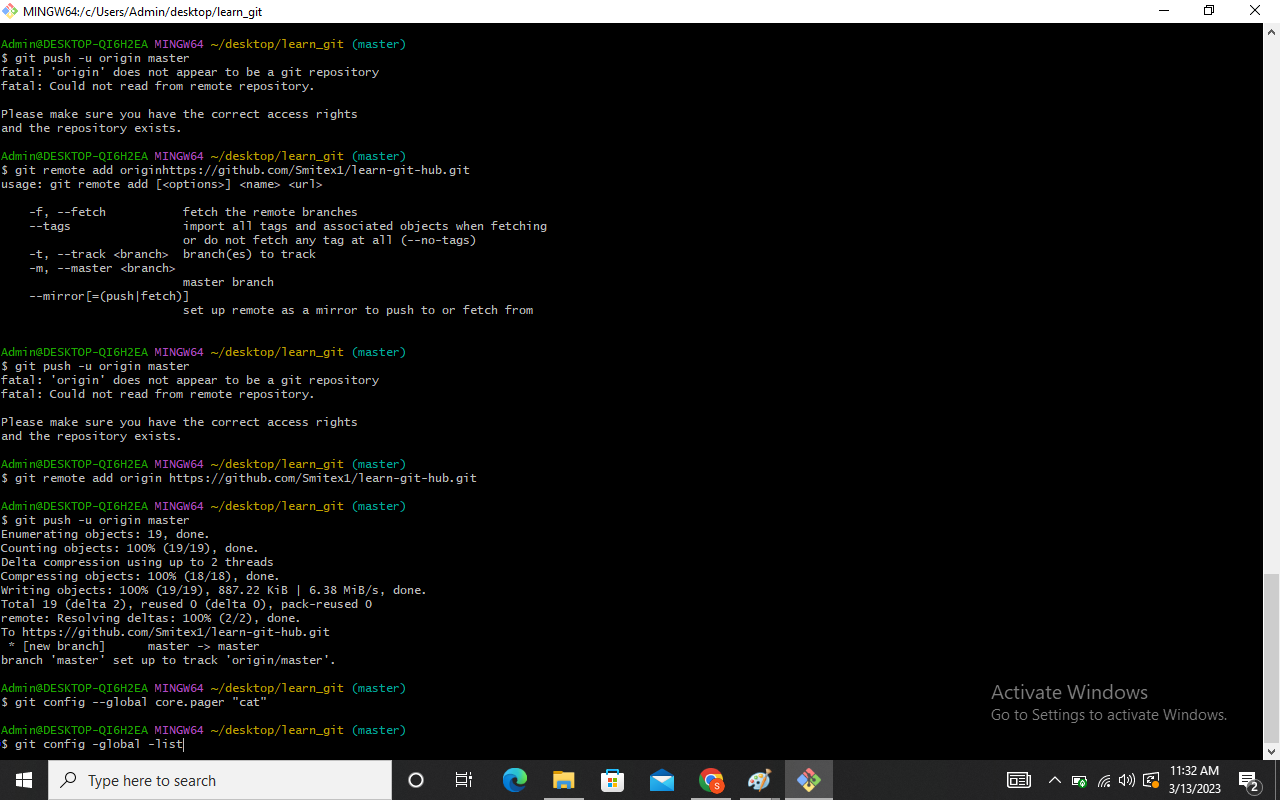 MINGW64:/c/Users/Admin/desktop/learn_git
Admin@DESKTOP-QI6H2EA MINGW64 ~/desktop/learn_git (master)
$ git push -u origin master
fatal: 'origin' does not appear to be a git repository
fatal: Could not read from remote repository.
Please make sure you have the correct access rights
and the repository exists.
Admin@DESKTOP-QI6H2EA MINGW64 ~/desktop/learn_git (master)
$ git remote add originhttps://github.com/Smitex1/learn-git-hub.git
usage: git remote add [<options>] <name> <url>
-f, --fetch           fetch the remote branches
--tags                import all tags and associated objects when fetching
or do not fetch any tag at all (--no-tags)
-t, --track <branch>  branch(es) to track
-m, --master <branch>
master branch
--mirror[=(push|fetch)]
set up remote as a mirror to push to or fetch from
Admin@DESKTOP-QI6H2EA MINGW64 ~/desktop/learn_git (master)
$ git push -u origin master
fatal: 'origin' does not appear to be a git repository
fatal: Could not read from remote repository.
Please make sure you have the correct access rights
and the repository exists.
Admin@DESKTOP-QI6H2EA MINGW64 ~/desktop/learn_git (master)
$ git remote add origin https://github.com/Smitex1/learn-git-hub.git
Admin@DESKTOP-QI6H2EA MINGW64 ~/desktop/learn_git (master)
$ git push -u origin master
Enumerating objects: 19, done.
Counting objects: 100% (19/19), done.
Delta compression using up to 2 threads
Compressing objects: 100% (18/18), done.
Writing objects: 100% (19/19), 887.22 KiB | 6.38 MiB/s, done.
Total 19 (delta 2), reused 0 (delta 0), pack-reused 0
remote: Resolving deltas: 100% (2/2), done.
To https://github.com/Smitex1/learn-git-hub.git
* [new branch]      master -> master
branch 'master' set up to track 'origin/master'.
Admin@DESKTOP-QI6H2EA MINGW64 ~/desktop/learn_git (master)
$ git config --global core.pager "cat"
Admin@DESKTOP-QI6H2EA MINGW64 ~/desktop/learn_git (master)
$ git config -global -list
Activate Windows
Go to Settings to activate Windows.
Type here to search
S
11:32 AM
3/13/2023
2